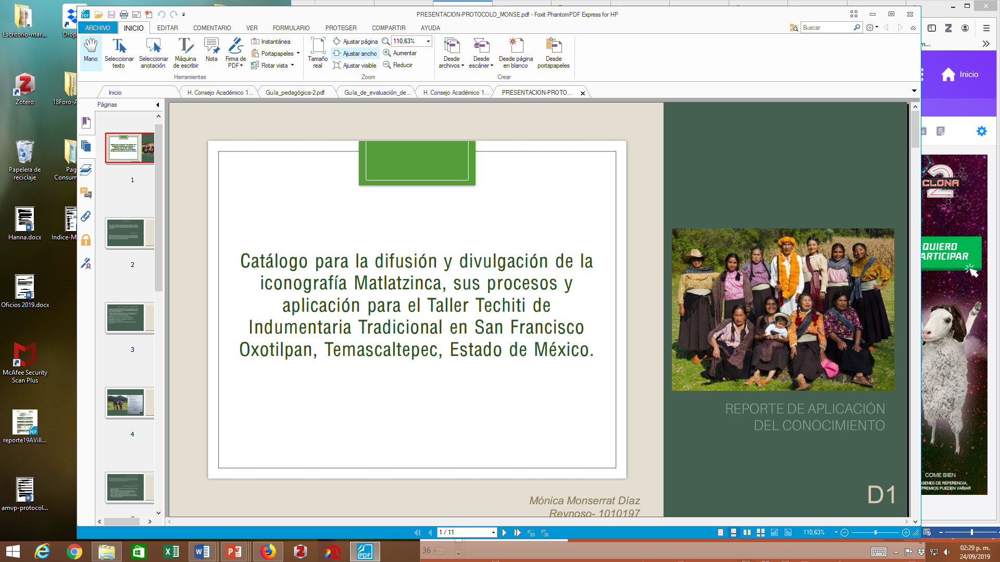 PRESENTACION-PROTOCOLO_MONSE.pdf - Foxit PhantomPDF Express for HP
ARCHIVO INICIO EDITAR COMENTARIO VER FORMULARIO PROTEGER COMPARTIR AYUDA
Buscar
Mano
Seleccionar texto
Seleccionar anotación
Máquina de escribir
Nota
Firma de PDF
Instantánea
Portapapeles
Rotar vista
Herramientas
Tamaño real
Ajustar página
Ajustar ancho
Ajustar visible
110,63%
Aumentar
Reducir
Zoom
Desde archivos
Desde escáner
Desde página en blanco
Desde portapapeles
Crear
Inicio
H. Consejo Académico 1...
Guía_pedagógica-2.pdf
Guía_de_evaluación_de...
H. Consejo Académico 1...
PRESENTACION-PROTO...
Páginas
1
2
3
4
Catálogo para la difusión y divulgación de la
iconografía Matlatzinca, sus procesos y
aplicación para el Taller Techiti de
Indumentaria Tradicional en San Francisco
Oxotilpan, Temascaltepec, Estado de México.
REPORTE DE APLICACIÓN
DEL CONOCIMIENTO
D1
Mónica Monserrat Díaz
Reynoso- 1010197
1 / 11
110,63%
Escritorio-mar...
Drop
Zotero
18Foro-A
Papelera de
reciclaje
Pag
Consum
Hanna.docx
Indice-M
Oficios 2019.docx
McAfee Security
Scan Plus
reporte19AVill...
amvp-protocol...
m...
Inicio
2
CLONA
QUIERO
ARTICIPAR
COME BIEN
GENES DE REFERENCIA,
PREMIOS PUEDEN VARIAR
36
02:29 p. m.
24/09/2019